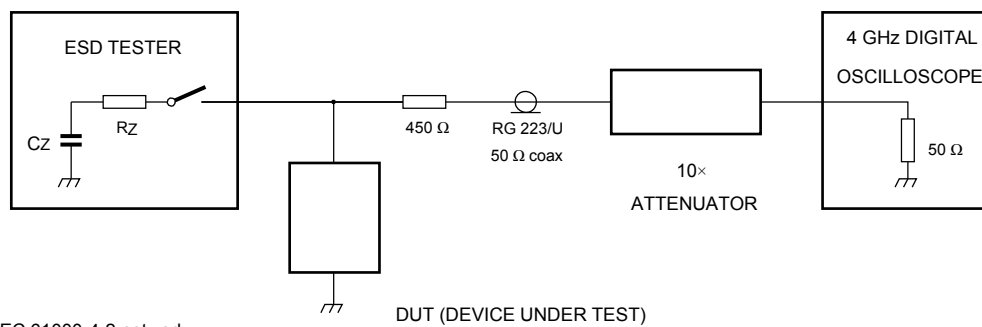 ESD TESTER
RZ
CZ
450 Ω
RG 223/U
50 Ω coax
10×
ATTENUATOR
4 GHz DIGITAL
OSCILLOSCOPE
50 Ω
DUT (DEVICE UNDER TEST)